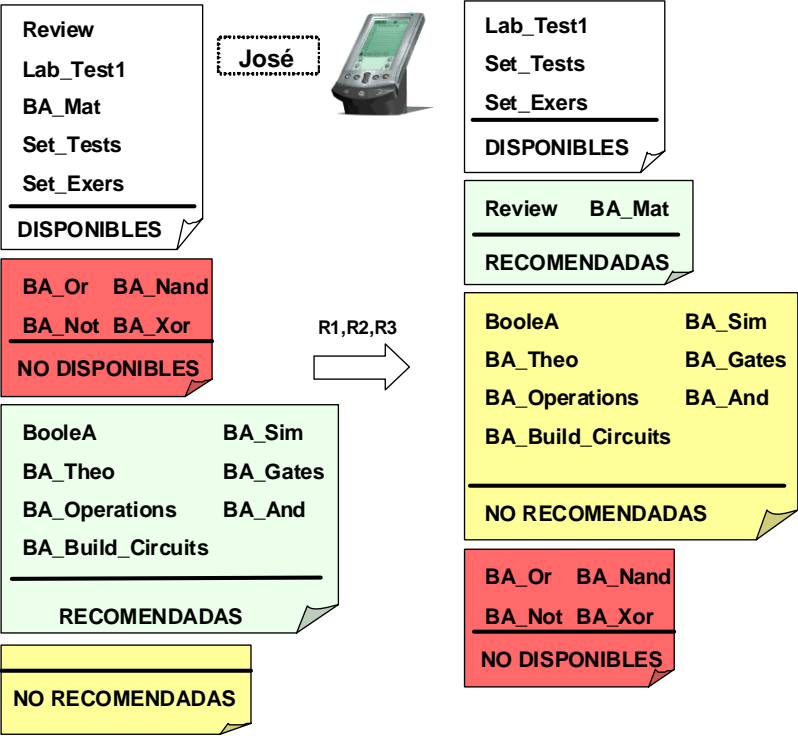 José
Review
Lab_Test1
BA_Mat
Set_Tests
Set_Exers
DISPONIBLES
BA_Or BA_Nand
BA_Not BA_Xor
NO DISPONIBLES
BooleA BA_Sim
BA_Theo BA_Gates
BA_Operations BA_And
BA_Build_Circuits
RECOMENDADAS
NO RECOMENDADAS
R1,R2,R3
Lab_Test1
Set_Tests
Set_Exers
DISPONIBLES
Review BA_Mat
RECOMENDADAS
BooleA BA_Sim
BA_Theo BA_Gates
BA_Operations BA_And
BA_Build_Circuits
NO RECOMENDADAS
BA_Or BA_Nand
BA_Not BA_Xor
NO DISPONIBLES